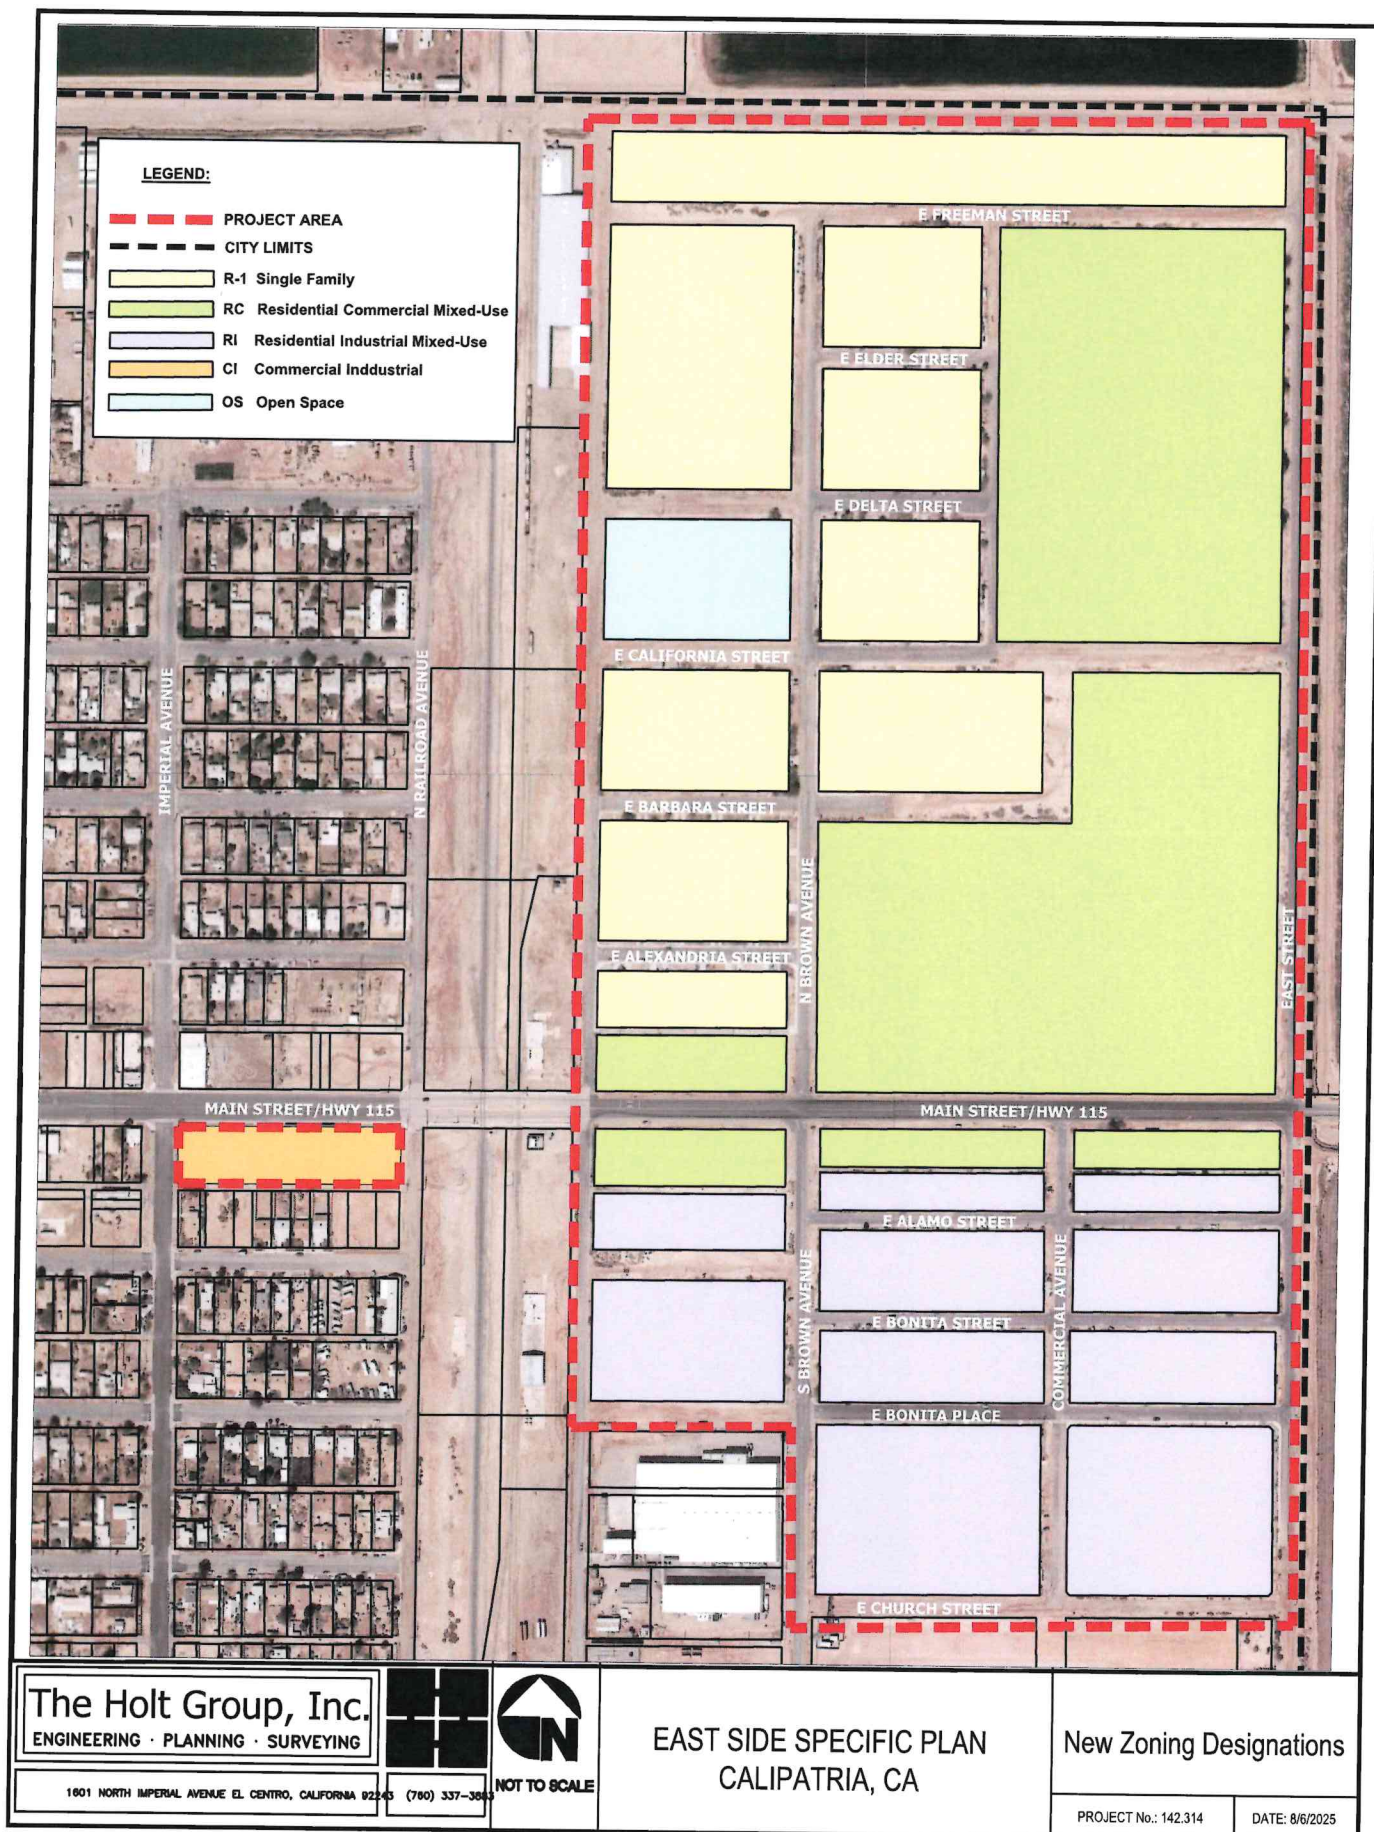 LEGEND:
PROJECT AREA
CITY LIMITS
R-1 Single Family
RC Residential Commercial Mixed-Use
RI Residential Industrial Mixed-Use
CI Commercial Inddustrial
OS Open Space
E FREEMAN STREET
E ELDER STREET
E DELTA STREET
E CALIFORNIA STREET
IMPERIAL AVENUE
N RAILROAD AVENUE
E BARBARA STREET
N BROWN AVENUE
EAST STREET
E ALEXANDRIA STREET
MAIN STREET/HWY 115
MAIN STREET/HWY 115
E ALAMO STREET
S BROWN AVENUE
COMMERCIAL AVENUE
E BONITA STREET
E BONITA PLACE
E CHURCH STREET
The Holt Group, Inc.
ENGINEERING · PLANNING · SURVEYING
1601 NORTH IMPERIAL AVENUE EL CENTRO, CALIFORNIA
(760)
N
NOT TO SCALE
EAST SIDE SPECIFIC PLAN
CALIPATRIA, CA
New Zoning Designations
PROJECT No.: 142.314
DATE: 8/6/2025